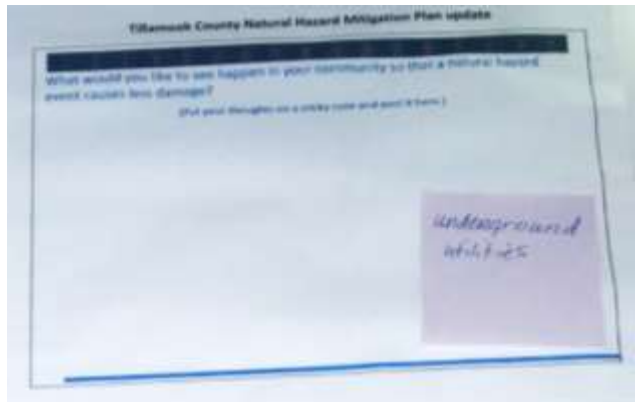 Tillamook County Natural Hazard Mitigation Plan update
What would you like to see happen in your community so that a natural hazard
event causes less damage?
(Put your thoughts on a sticky note and post it here.)
underground
utilities